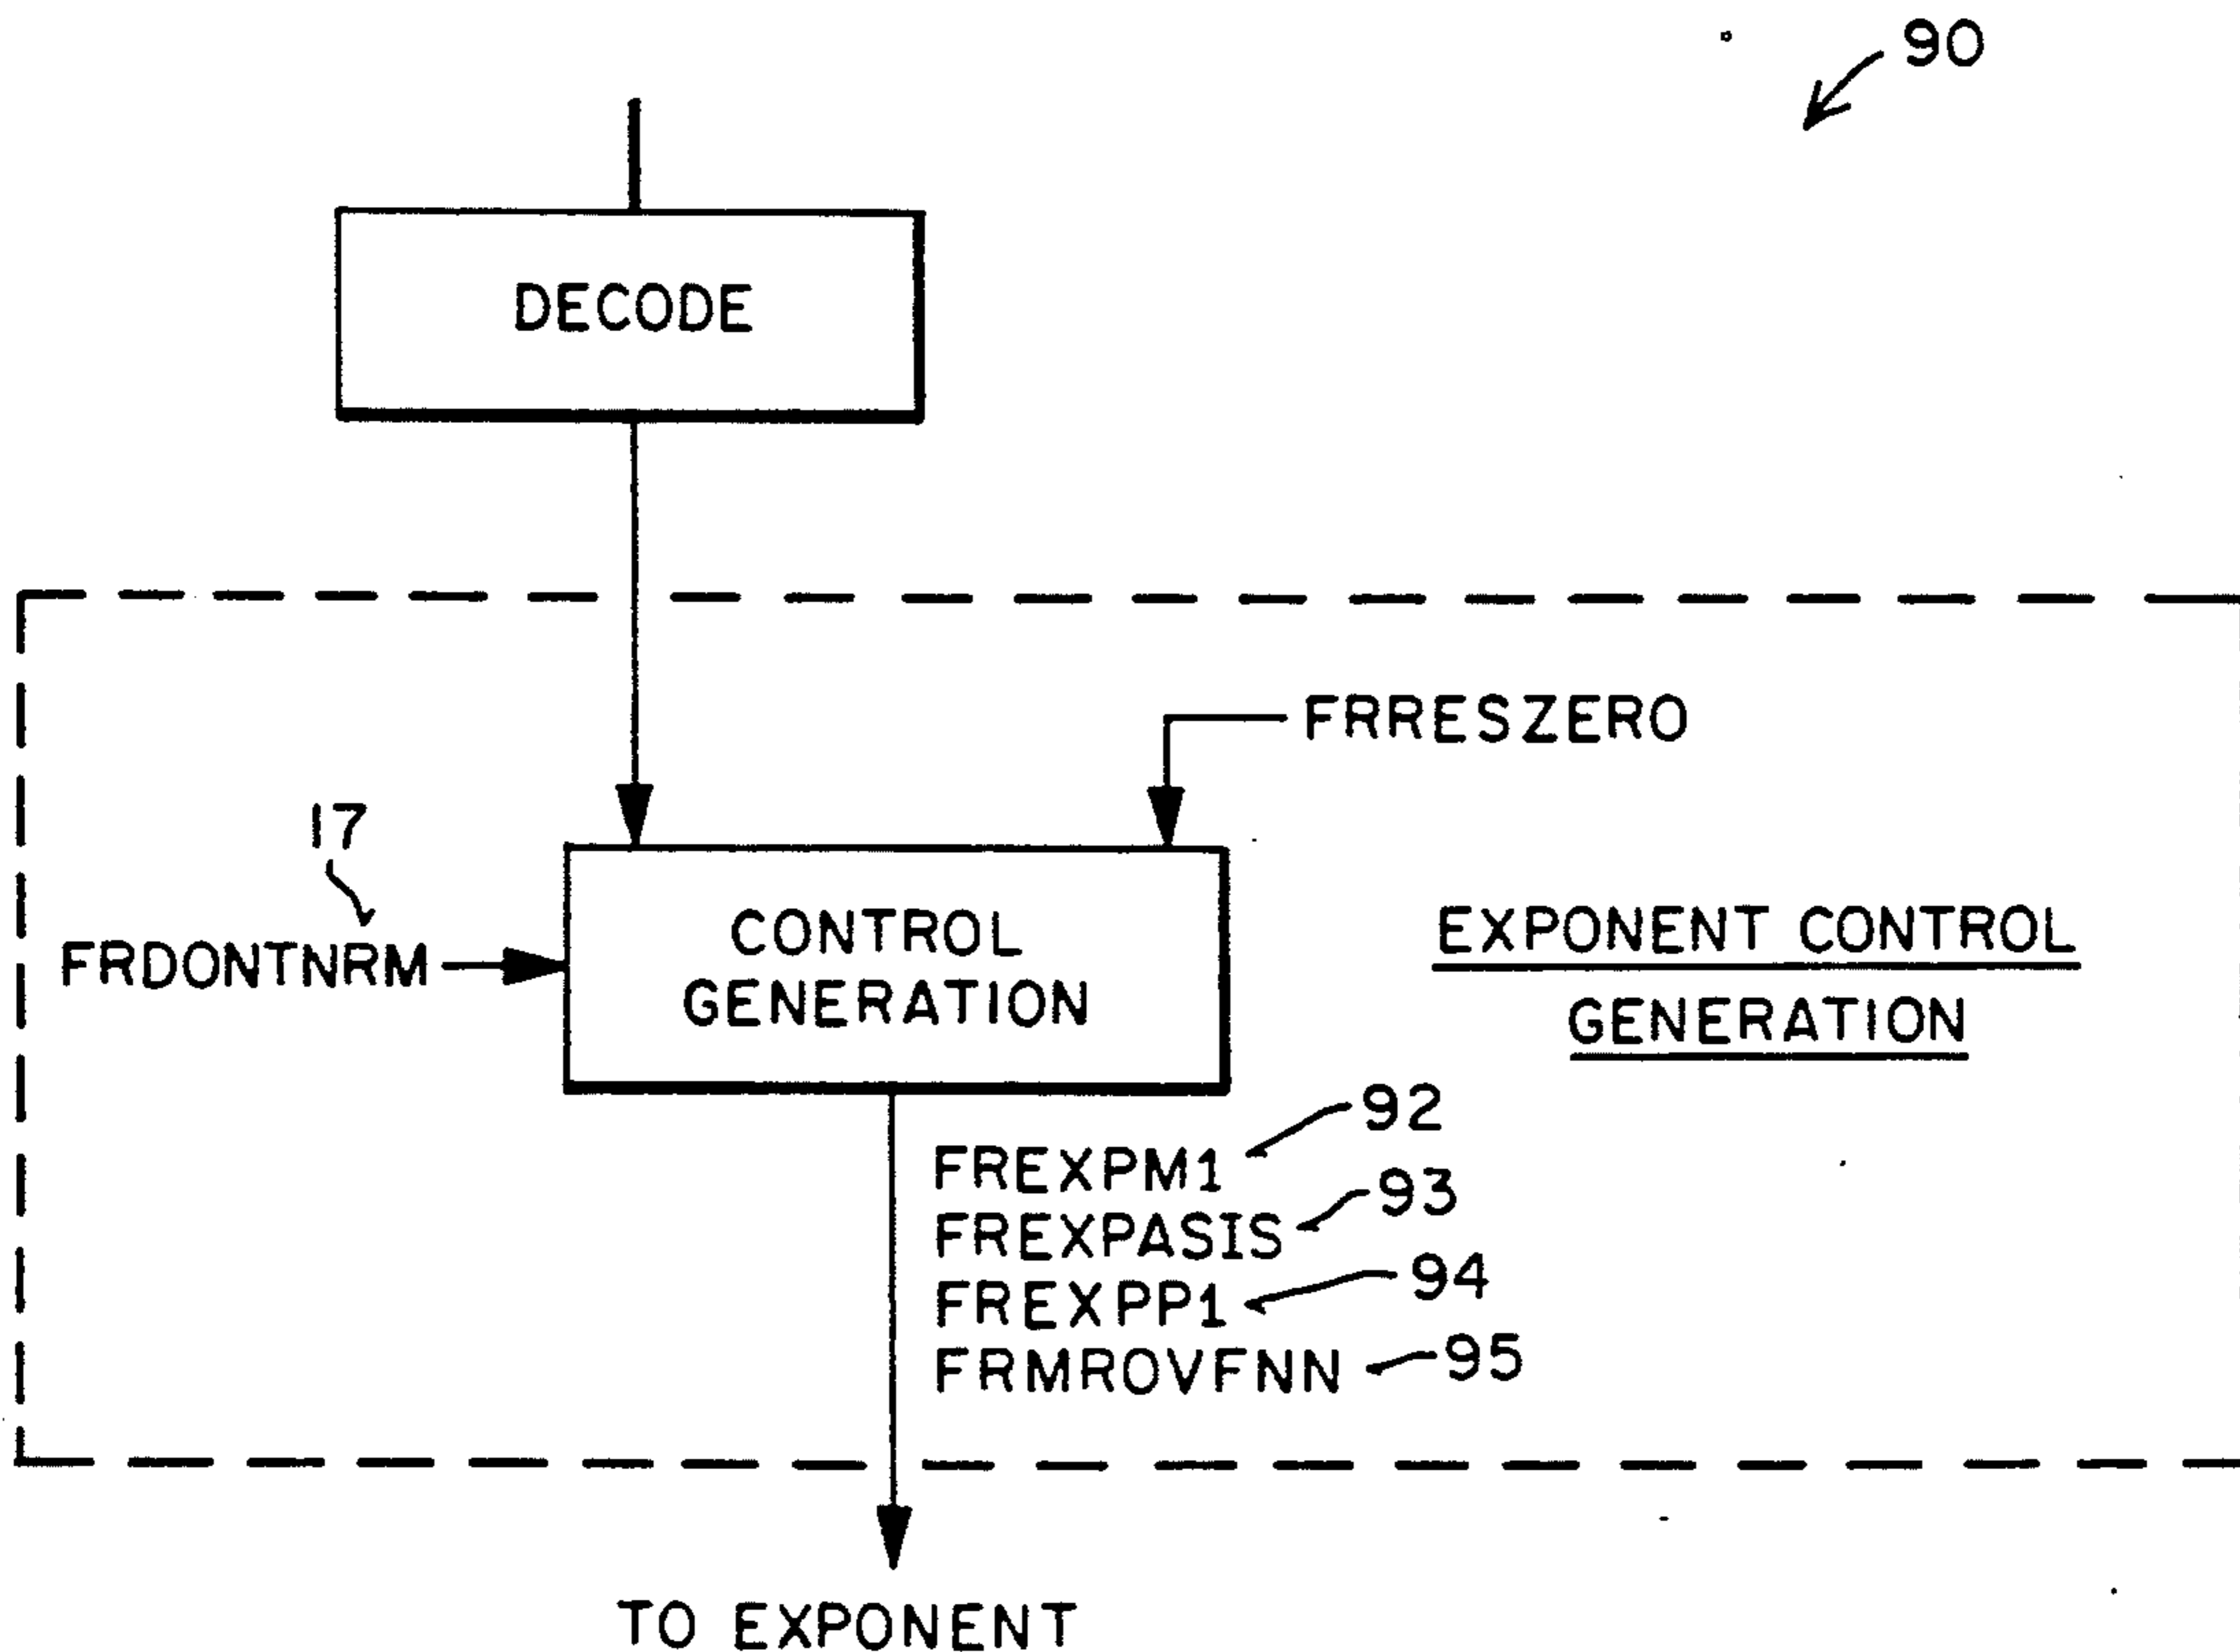 90
DECODE
FRRESZERO
17
FRDONTNRM
CONTROL
GENERATION
EXPONENT CONTROL
GENERATION
92
FREXPM1
93
FREXPASIS
94
FREXPP1
FRMROVFNN
95
TO EXPONENT